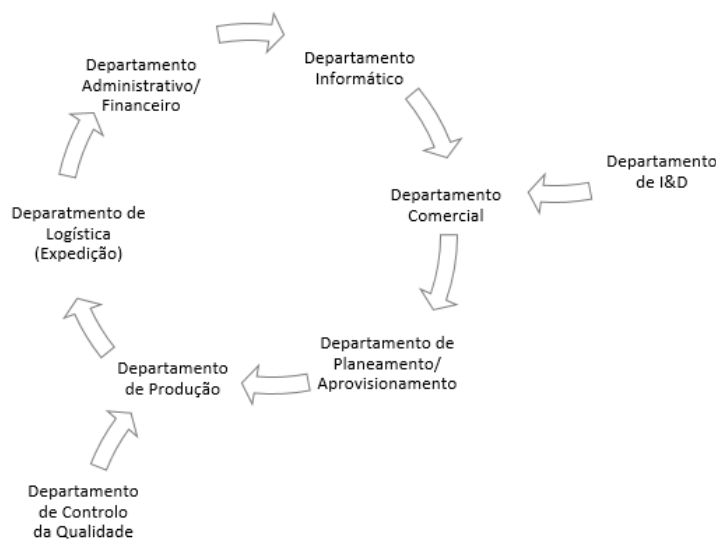 Departamento
Administrativo/
Financeiro
Departamento
Informático
Departamento
de I&D
Departamento
Comercial
Deparatmento de
Logística
(Expedição)
Departamento de
Planeamento/
Aprovisionamento
Departamento
de Produção
Departamento
de Controlo
da Qualidade